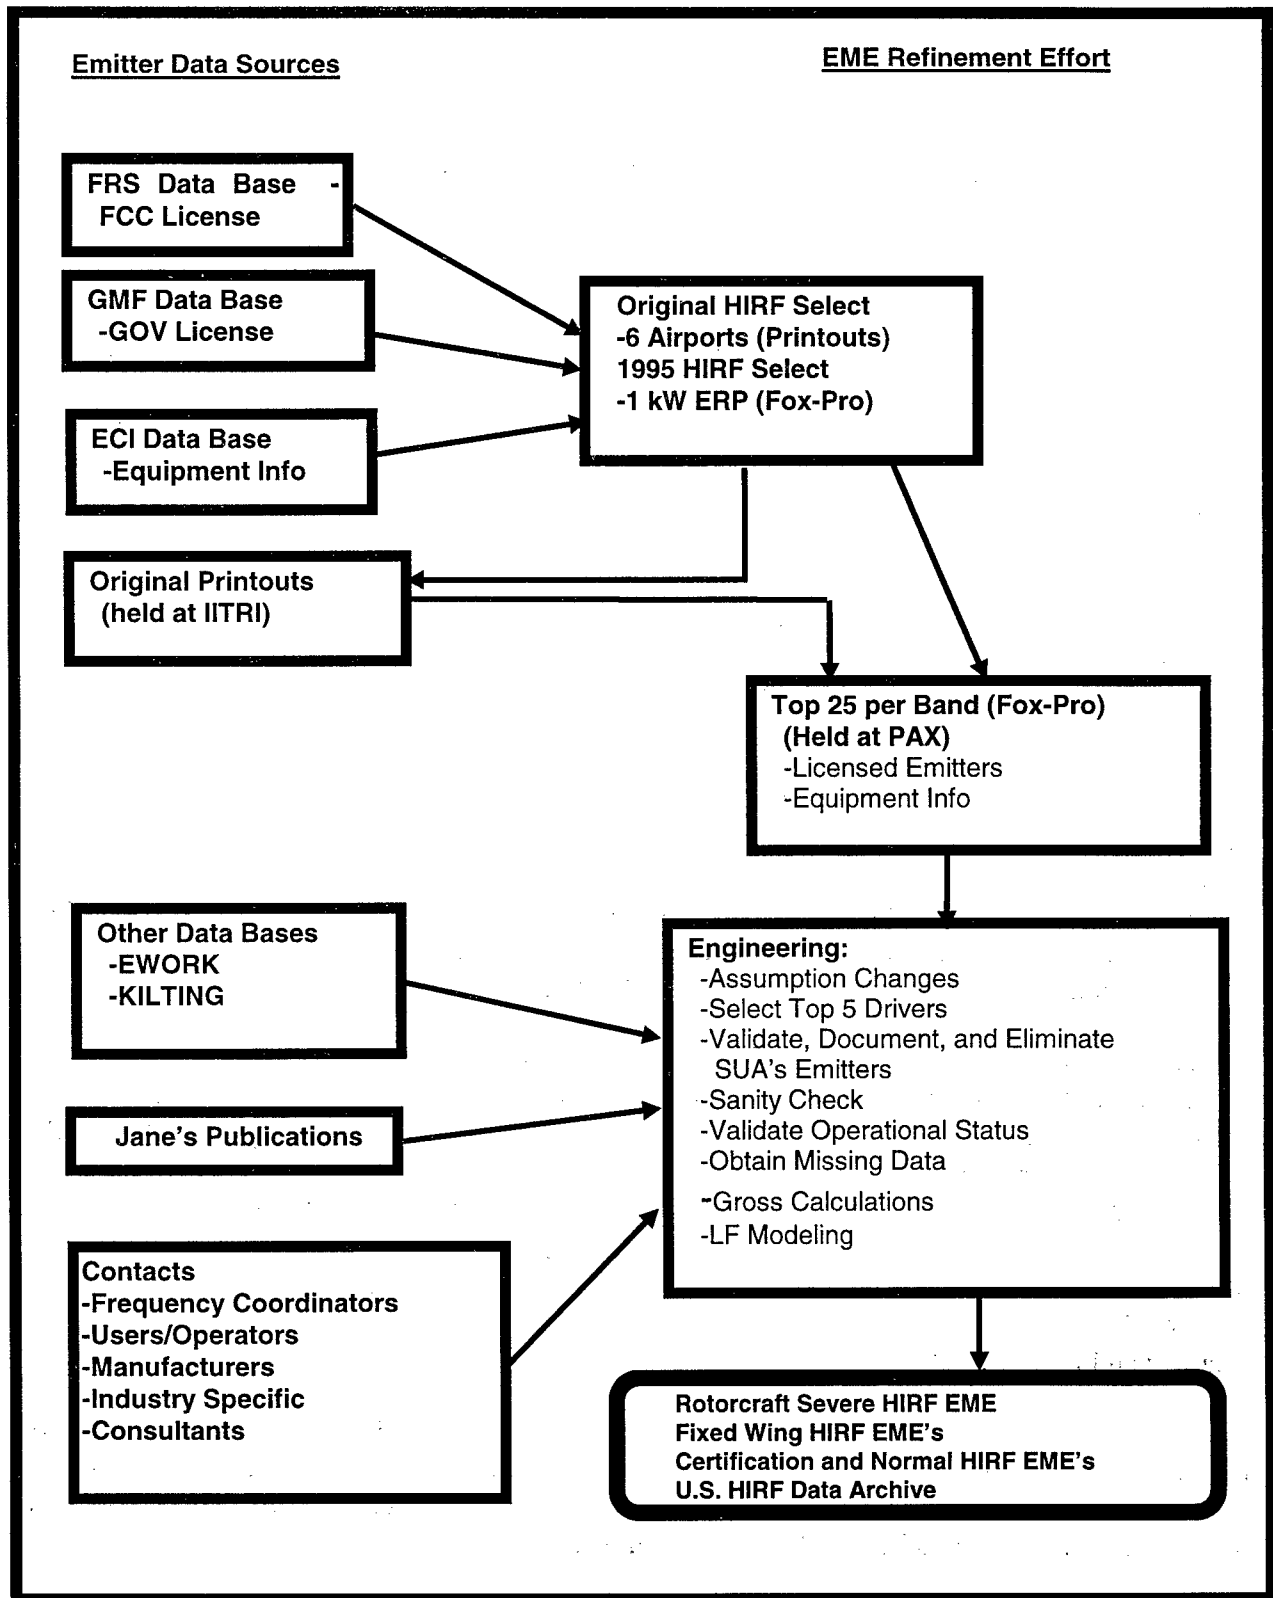 Emitter Data Sources
EME Refinement Effort
FRS Data Base -
FCC License
GMF Data Base
-GOV License
ECI Data Base
-Equipment Info
Original HIRF Select
-6 Airports (Printouts)
1995 HIRF Select
-1 kW ERP (Fox-Pro)
Original Printouts
(held at IITRI)
Top 25 per Band (Fox-Pro)
(Held at PAX)
-Licensed Emitters
-Equipment Info
Other Data Bases
-EWORK
-KILTING
Jane's Publications
Contacts
-Frequency Coordinators
-Users/Operators
-Manufacturers
-Industry Specific
-Consultants
Engineering:
-Assumption Changes
-Select Top 5 Drivers
-Validate, Document, and Eliminate
SUA's Emitters
-Sanity Check
-Validate Operational Status
-Obtain Missing Data
-Gross Calculations
-LF Modeling
Rotorcraft Severe HIRF EME
Fixed Wing HIRF EME's
Certification and Normal HIRF EME's
U.S. HIRF Data Archive